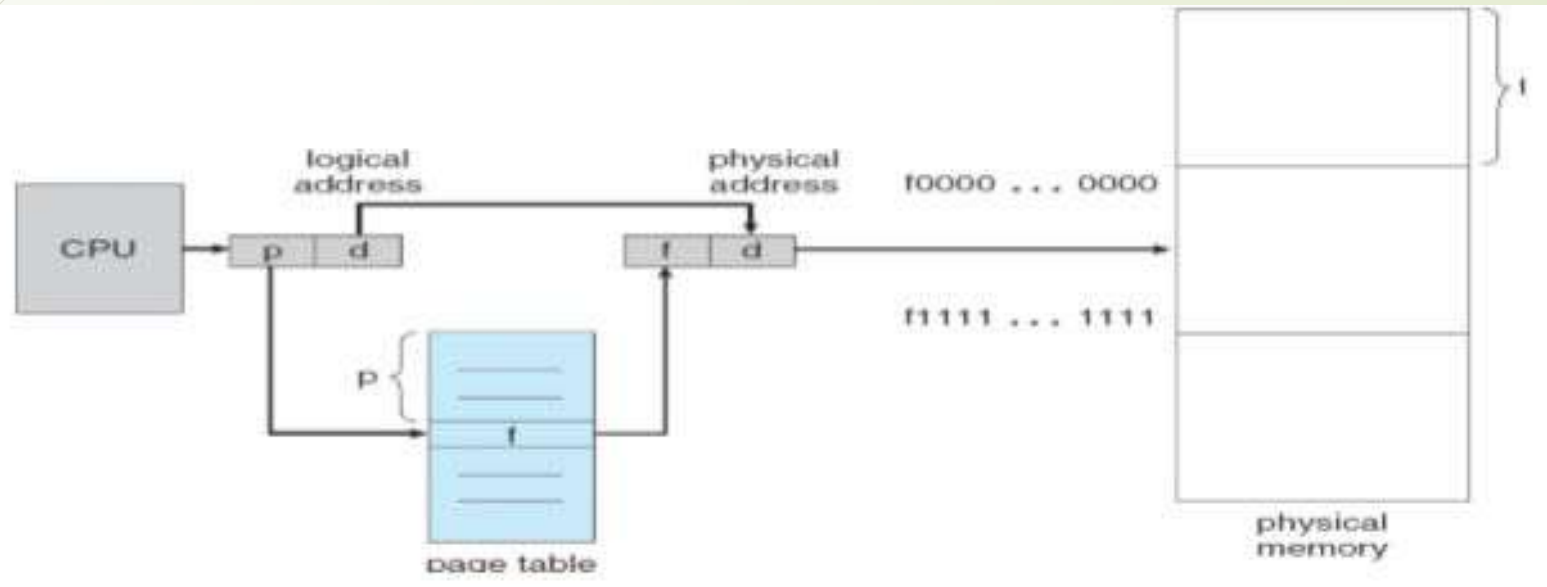 logical
address
physical
address
f0000 ... 0000
f
CPU
p d
f d
f1111 ... 1111
p
f
page table
physical
memory